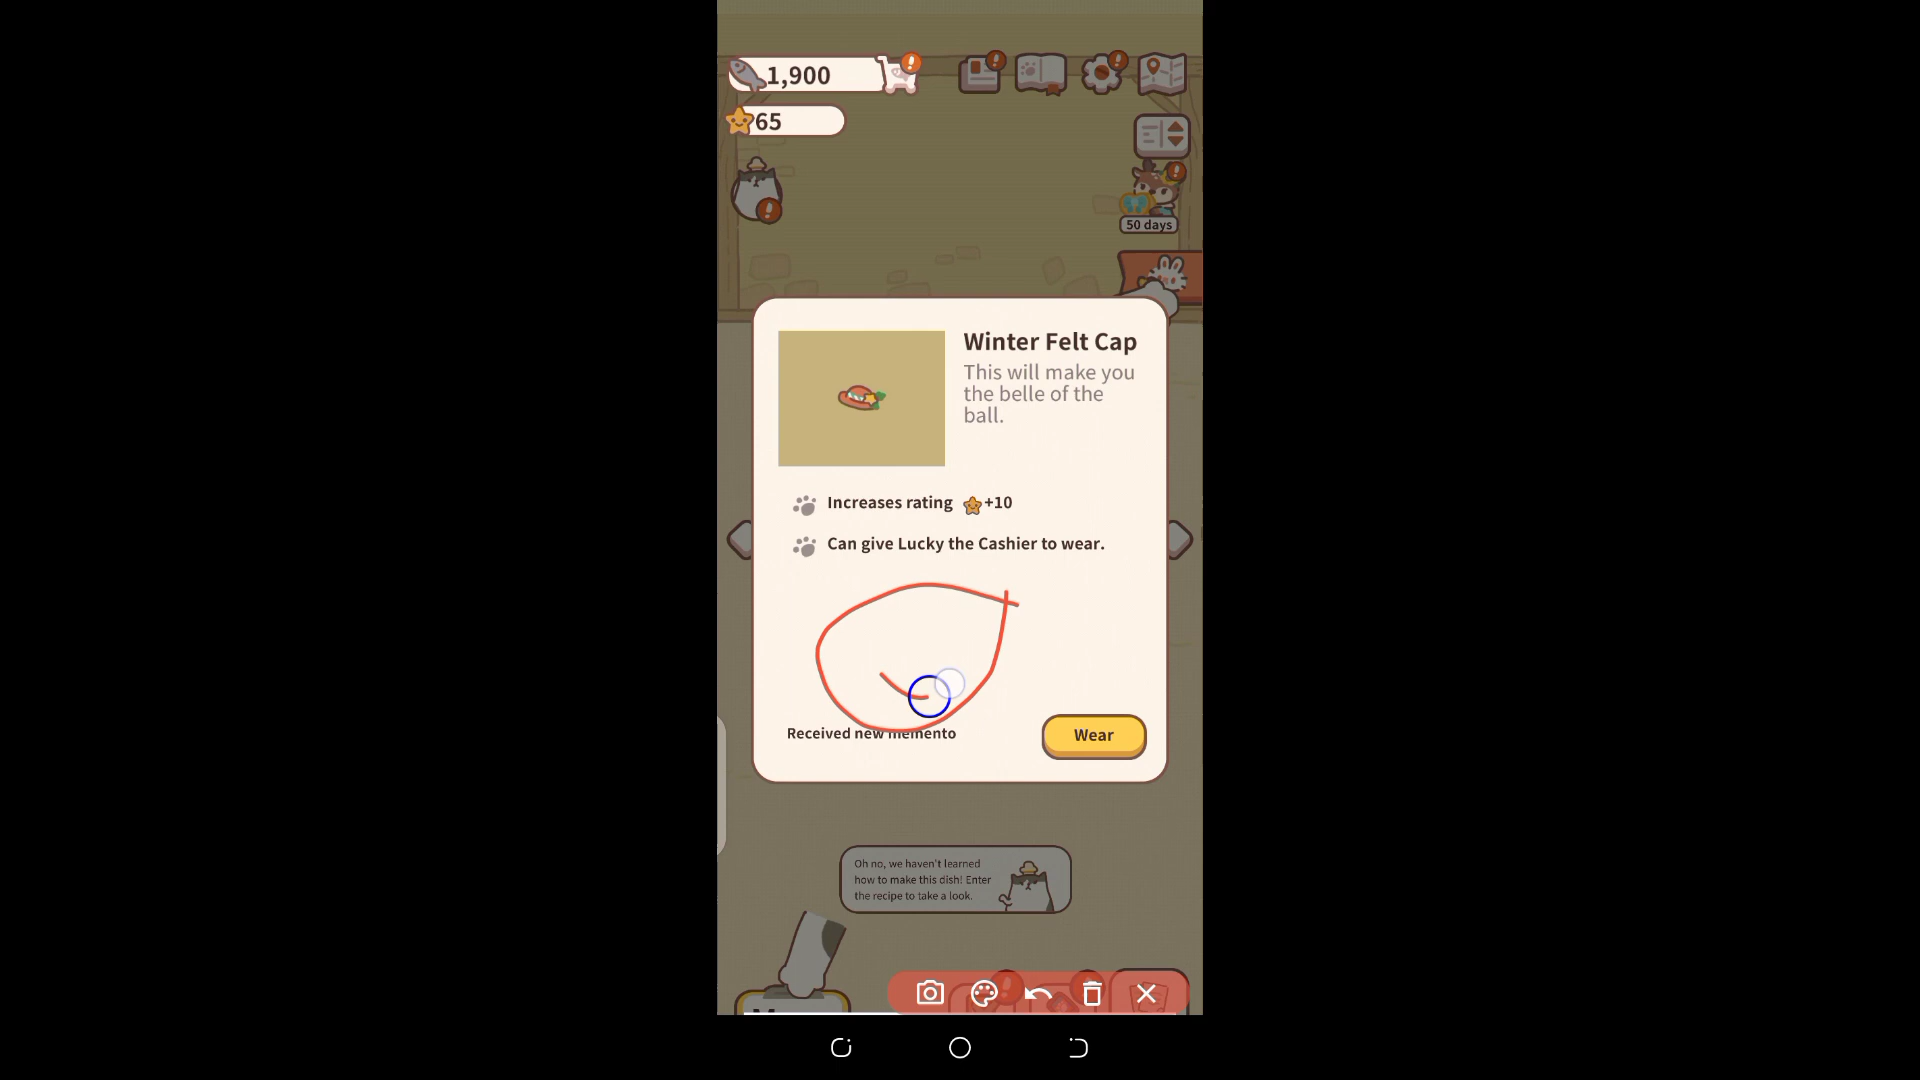 1,900
65
50 days
Winter Felt Cap
This will make you
the belle of the
ball.
Increases rating +10
Can give Lucky the Cashier to wear.
Received new memento
Wear
Oh no, we haven't learned
how to make this dish! Enter
the recipe to take a look.